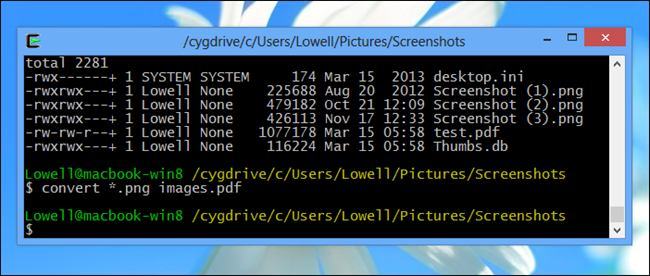 /cygdrive/c/Users/Lowell/Pictures/Screenshots
total 2281
-rwx------+ 1 SYSTEM SYSTEM     174 Mar 15  2013 desktop.ini
-rwxrwx---+ 1 Lowell None    225688 Aug 20  2012 Screenshot (1).png
-rwxrwx---+ 1 Lowell None    479182 Oct 21 12:09 Screenshot (2).png
-rwxrwx---+ 1 Lowell None    426113 Nov 17 12:33 Screenshot (3).png
-rw-rw-r--+ 1 Lowell None   1077178 Mar 15 05:58 test.pdf
-rwxrwx---+ 1 Lowell None    116224 Mar 15 05:58 Thumbs.db
Lowell@macbook-win8 /cygdrive/c/Users/Lowell/Pictures/Screenshots
$ convert *.png images.pdf
Lowell@macbook-win8 /cygdrive/c/Users/Lowell/Pictures/Screenshots
$